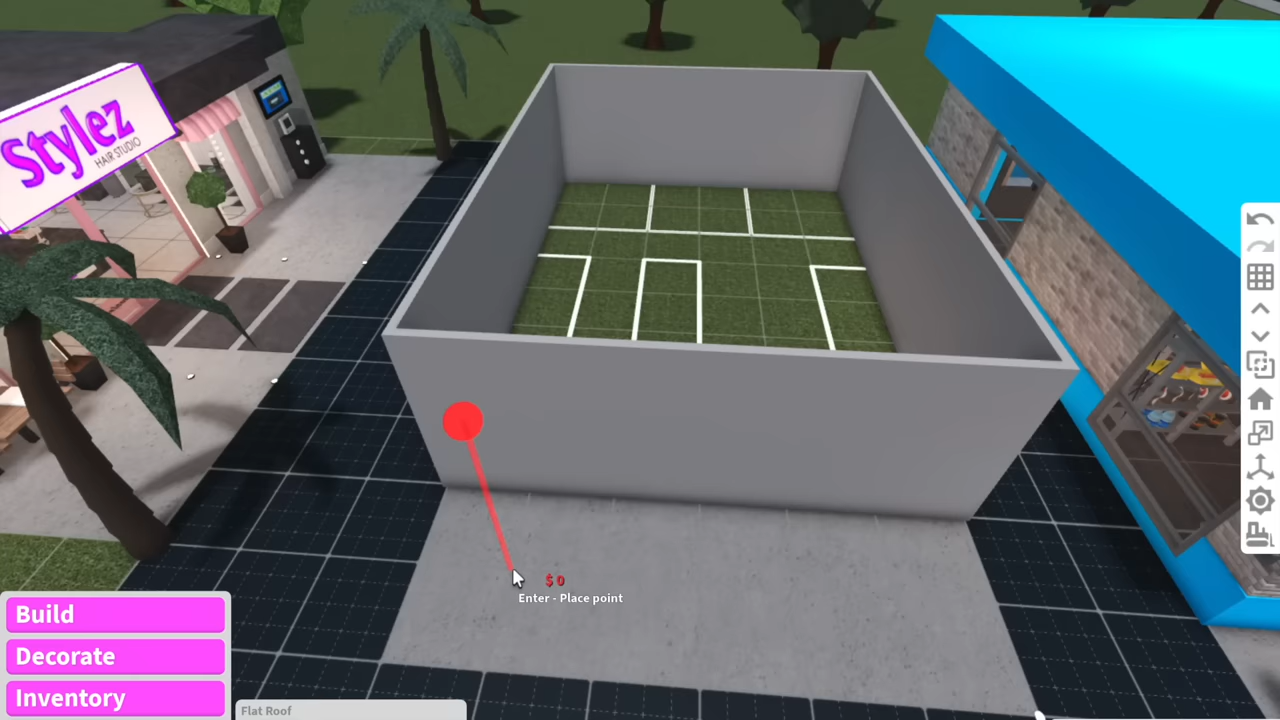 Stylez
HAIR STUDIO
$ 0
Enter - Place point
Build
Decorate
Inventory
Flat Roof